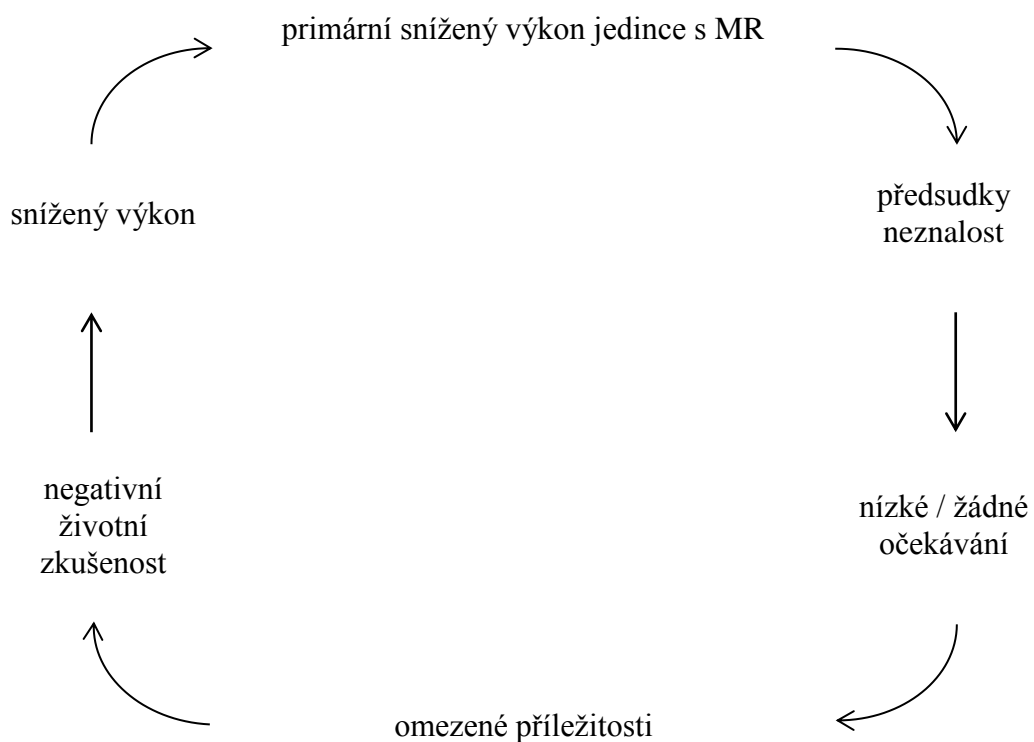 primární snížený výkon jedince s MR
snížený výkon
předsudky
neznalost
negativní
životní
zkušenost
nízké / žádné
očekávání
omezené příležitosti